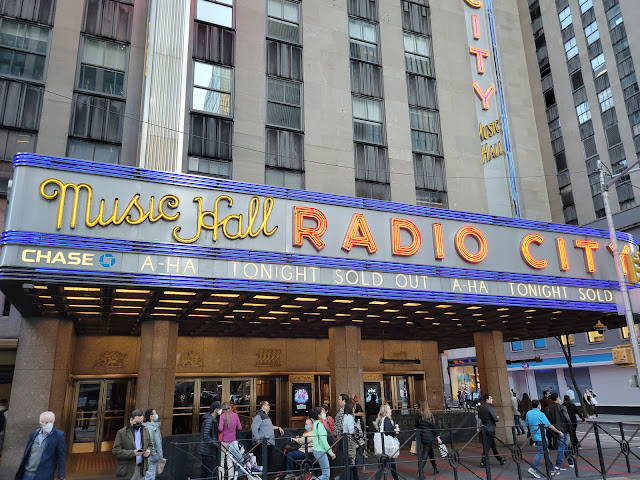 CITY
Music
Hall
Music Hall RADIO CITY
CHASE A-HA TONIGHT SOLD OUT A-HA TONIGHT SOLD